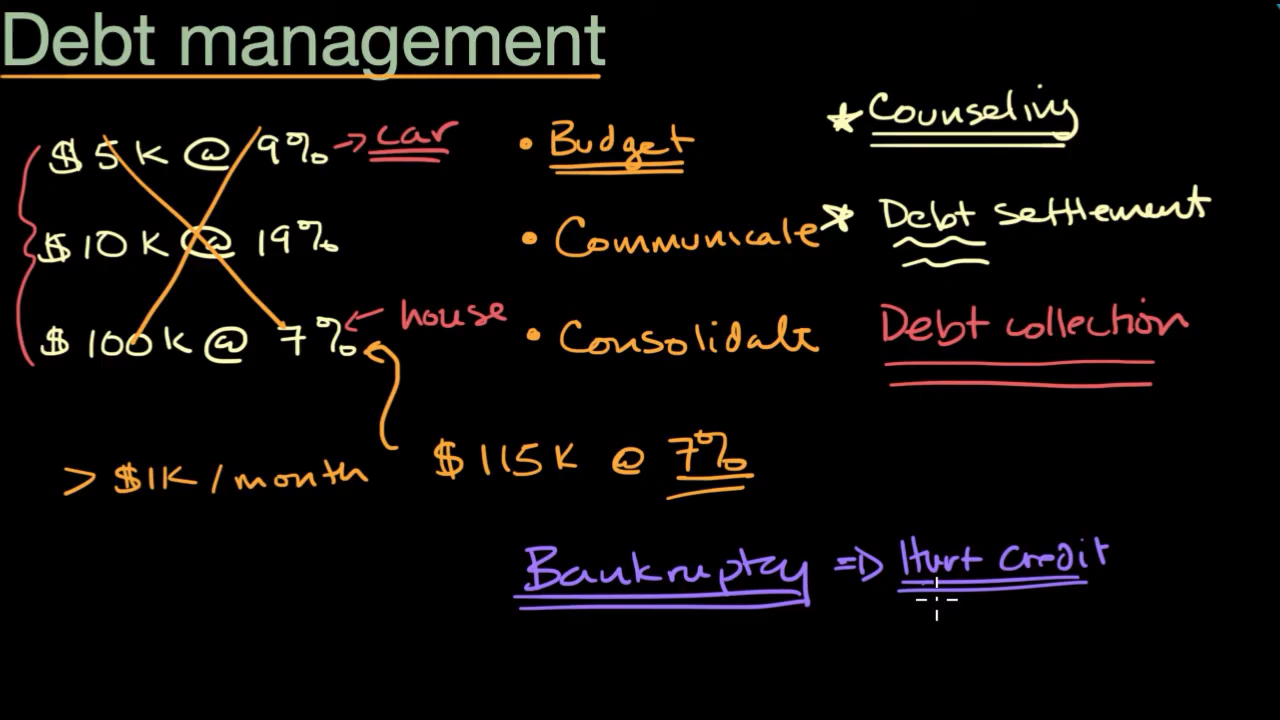 Debt management
$5K @ 9% → car
$10K @ 19%
$100K @ 7% ← house
> $1K / month
• Budget
• Communicate
• Consolidate
$115K @ 7%
* Counseling
* Debt settlement
Debt collection
Bankruptcy ⇒ Hurt credit